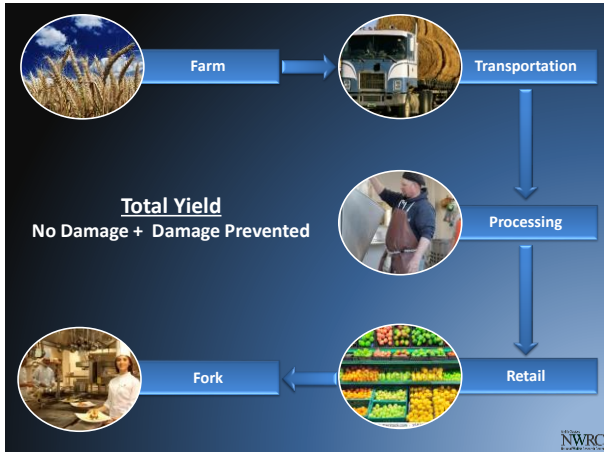 Farm
Transportation
Total Yield
No Damage + Damage Prevented
Processing
Fork
Retail
NWRC